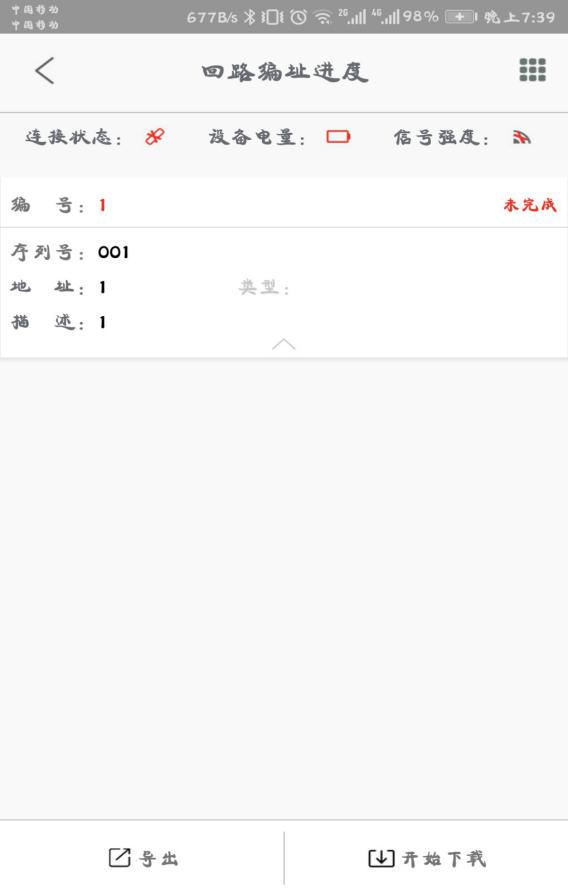 中国移动
中国移动
677B/s 2G 4G 98% 晚上7:39
回路编址进度
连接状态： 设备电量： 信号强度：
编 号：1 未完成
序列号：001
地 址：1 类型：
描 述：1
导出 开始下载